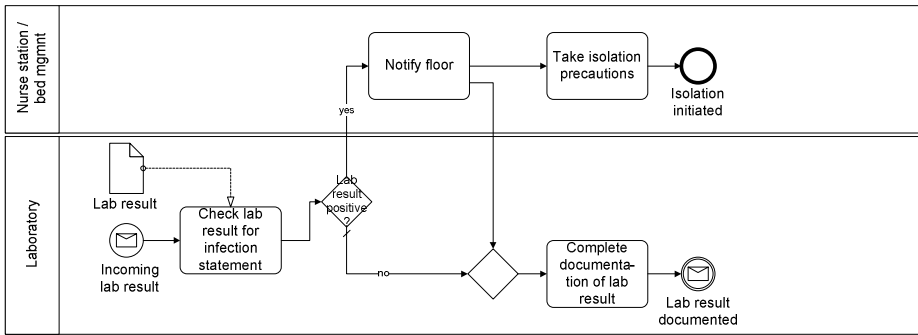 Nurse station /
bed mgmnt
Notify floor
Take isolation
precautions
Isolation
initiated
yes
Laboratory
Lab result
Incoming
lab result
Check lab
result for
infection
statement
Lab
result
positive
?
no
Complete
documenta-
tion of lab
result
Lab result
documented